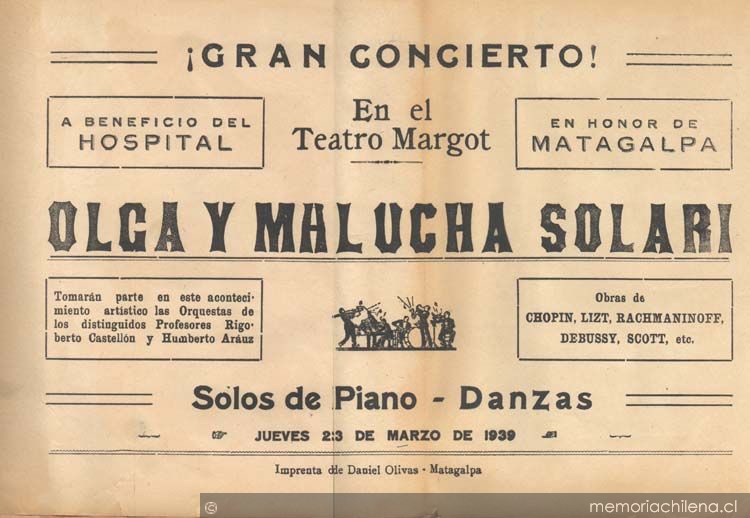 ¡GRAN CONCIERTO!
A BENEFICIO DEL
HOSPITAL
En el
Teatro Margot
EN HONOR DE
MATAGALPA
OLGA Y MALUCHA SOLARI
Tomarán parte en este aconteci-
miento artístico las Orquestas de
los distinguidos Profesores Rigo-
berto Castellón y Humberto Aráuz
Obras de
CHOPIN, LIZT, RACHMANINOFF,
DEBUSSY, SCOTT, etc.
Solos de Piano - Danzas
JUEVES 23 DE MARZO DE 1939
Imprenta de Daniel Olivas - Matagalpa
© memoriachilena.cl